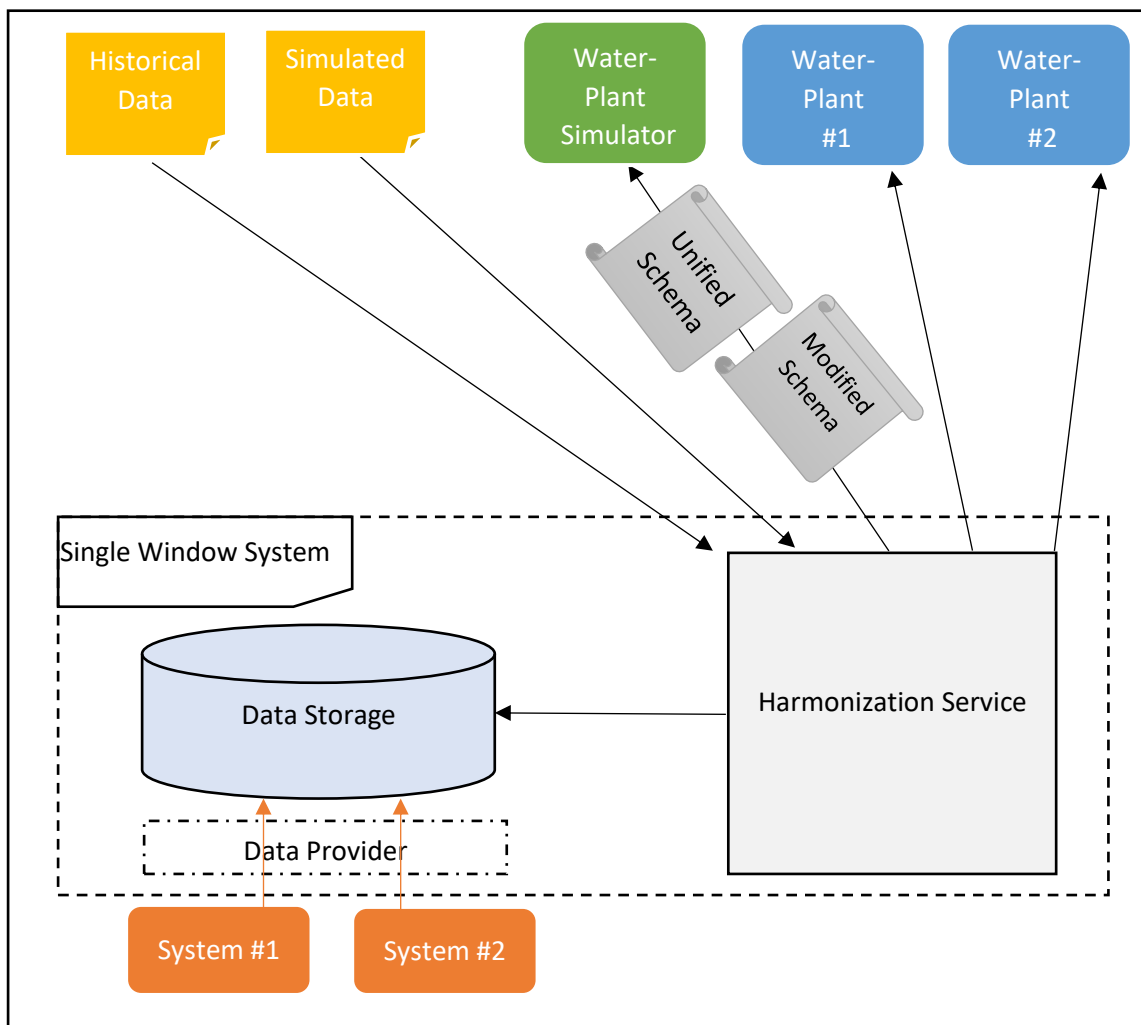 Historical
Data
Simulated
Data
Water-
Plant
Simulator
Water-
Plant
#1
Water-
Plant
#2
Unified
Schema
Modified
Schema
Single Window System
Data Storage
Harmonization Service
Data Provider
System #1
System #2